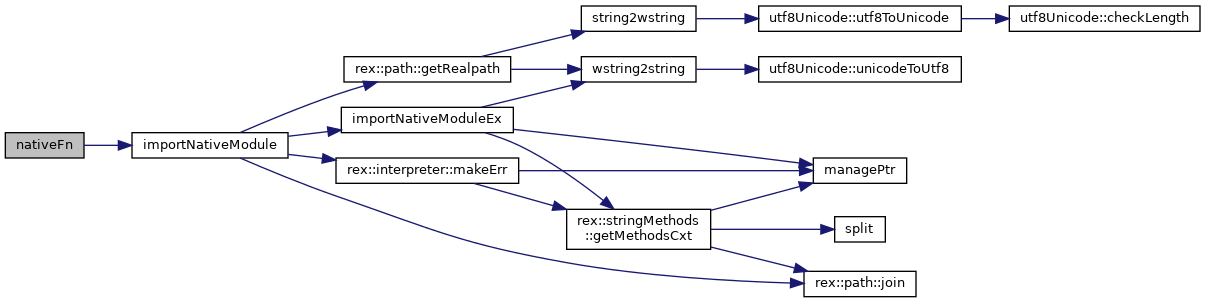 nativeFn
importNativeModule
rex::path::getRealpath
importNativeModuleEx
rex::interpreter::makeErr
string2wstring
wstring2string
rex::stringMethods
::getMethodsCxt
utf8Unicode::utf8ToUnicode
utf8Unicode::unicodeToUtf8
managePtr
split
rex::path::join
utf8Unicode::checkLength